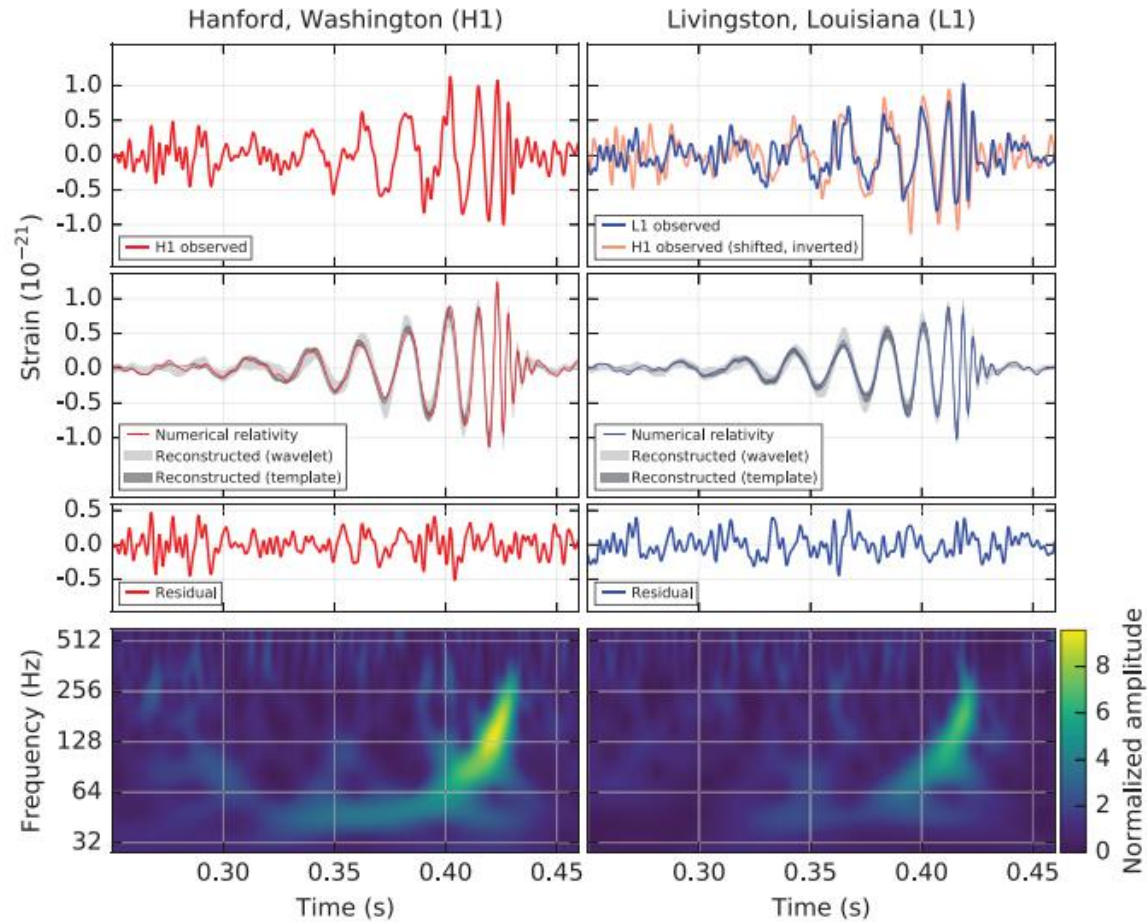 Hanford, Washington (H1)
Livingston, Louisiana (L1)
Strain (10⁻²¹)
1.0
0.5
0.0
-0.5
-1.0
H1 observed
L1 observed
H1 observed (shifted, inverted)
1.0
0.5
0.0
-0.5
-1.0
Numerical relativity
Reconstructed (wavelet)
Reconstructed (template)
Numerical relativity
Reconstructed (wavelet)
Reconstructed (template)
0.5
0.0
-0.5
Residual
Residual
Frequency (Hz)
512
256
128
64
32
Normalized amplitude
8
6
4
2
0
0.30 0.35 0.40 0.45
0.30 0.35 0.40 0.45
Time (s)
Time (s)